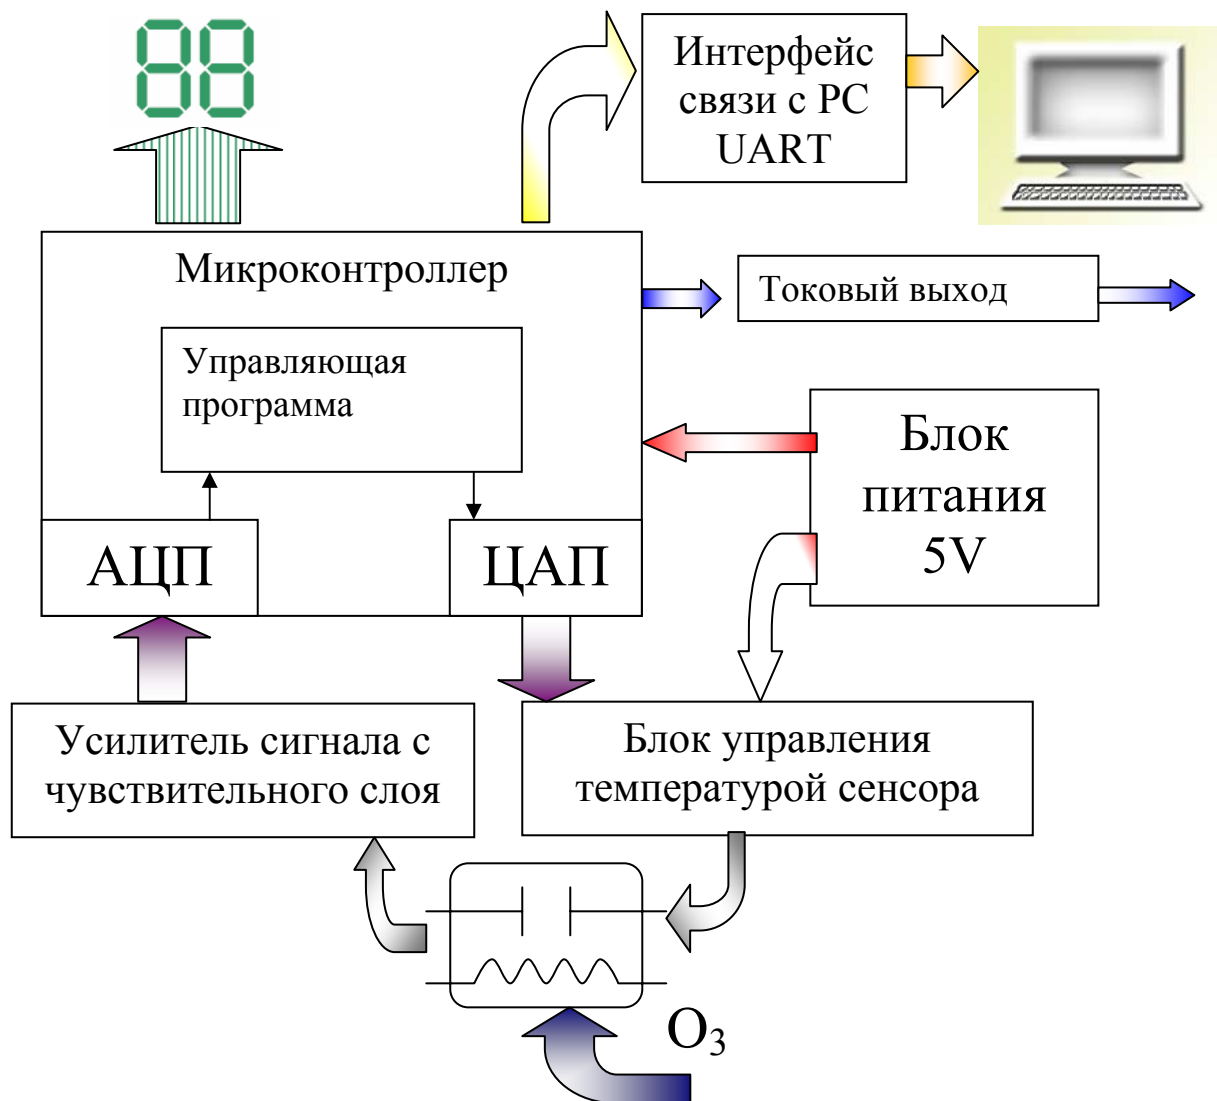 88
Интерфейс
связи с PC
UART
Микроконтроллер
Токовый выход
Управляющая
программа
Блок
питания
5V
АЦП
ЦАП
Усилитель сигнала с
чувствительного слоя
Блок управления
температурой сенсора
O₃